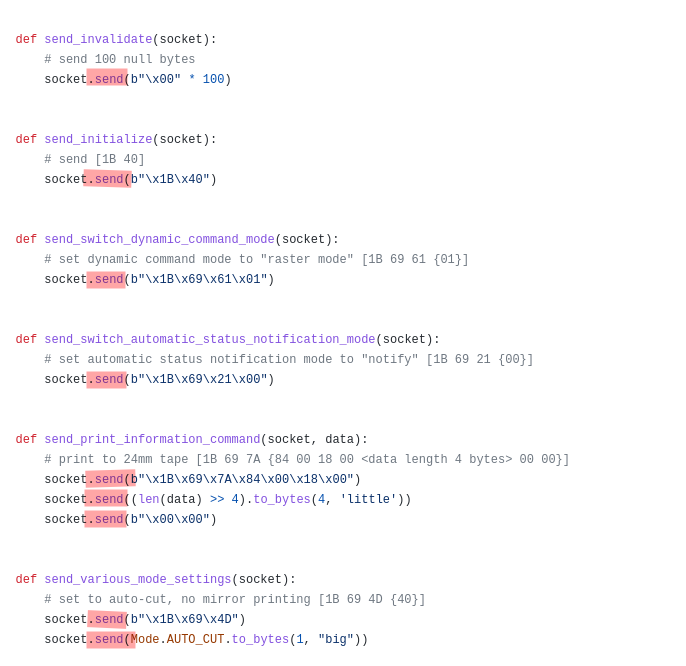 def send_invalidate(socket):
    # send 100 null bytes
    socket.send(b"\x00" * 100)
def send_initialize(socket):
    # send [1B 40]
    socket.send(b"\x1B\x40")
def send_switch_dynamic_command_mode(socket):
    # set dynamic command mode to "raster mode" [1B 69 61 {01}]
    socket.send(b"\x1B\x69\x61\x01")
def send_switch_automatic_status_notification_mode(socket):
    # set automatic status notification mode to "notify" [1B 69 21 {00}]
    socket.send(b"\x1B\x69\x21\x00")
def send_print_information_command(socket, data):
    # print to 24mm tape [1B 69 7A {84 00 18 00 <data length 4 bytes> 00 00}]
    socket.send(b"\x1B\x69\x7A\x84\x00\x18\x00")
    socket.send((len(data) >> 4).to_bytes(4, 'little'))
    socket.send(b"\x00\x00")
def send_various_mode_settings(socket):
    # set to auto-cut, no mirror printing [1B 69 4D {40}]
    socket.send(b"\x1B\x69\x4D")
    socket.send(Mode.AUTO_CUT.to_bytes(1, "big"))